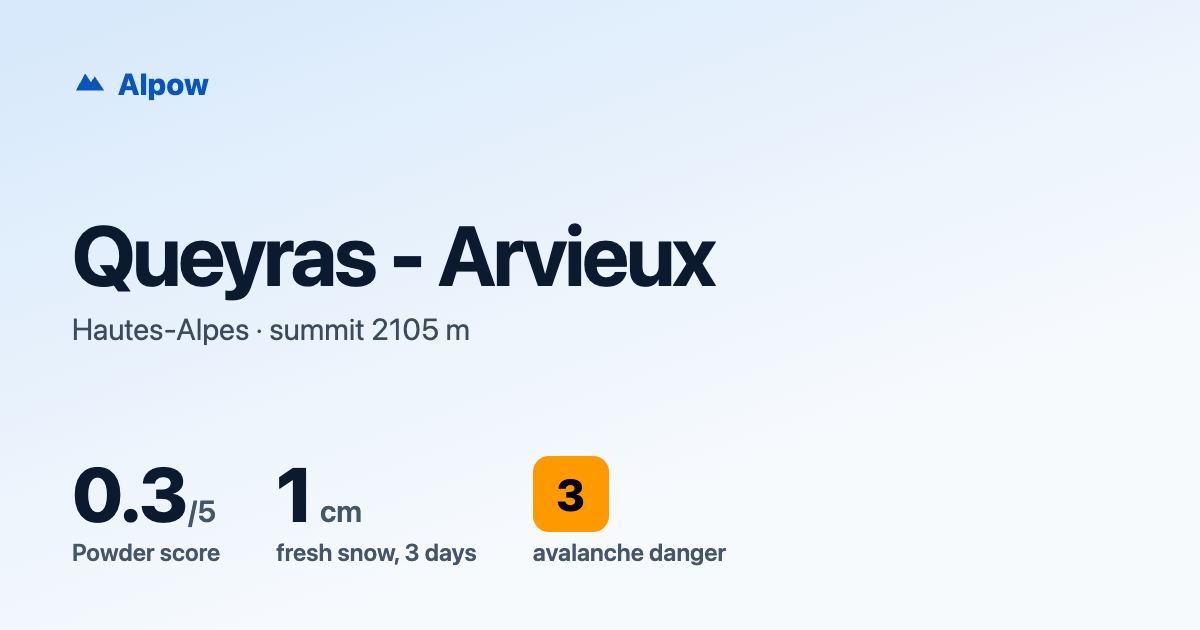 Alpow
Queyras - Arvieux
Hautes-Alpes · summit 2105 m
0.3/5 1 cm 3
Powder score fresh snow, 3 days avalanche danger